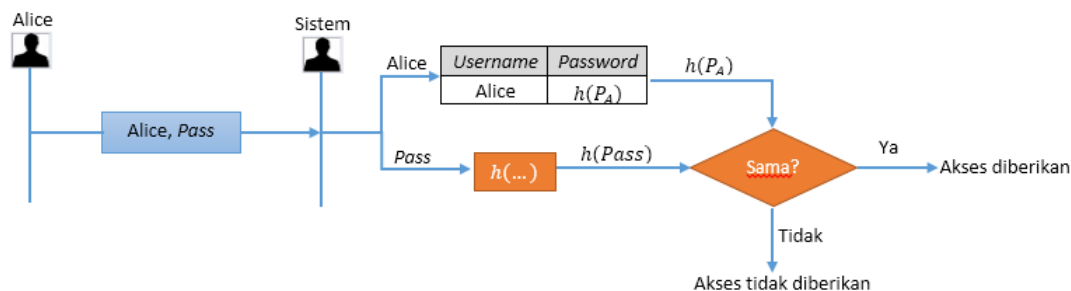 Alice
Sistem
Alice, Pass
Alice
Username Password
Alice h(P_A)
h(P_A)
Pass
h(...)
h(Pass)
Sama?
Ya
Akses diberikan
Tidak
Akses tidak diberikan